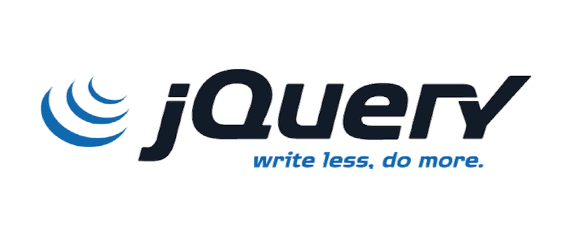 jQuery
write less, do more.